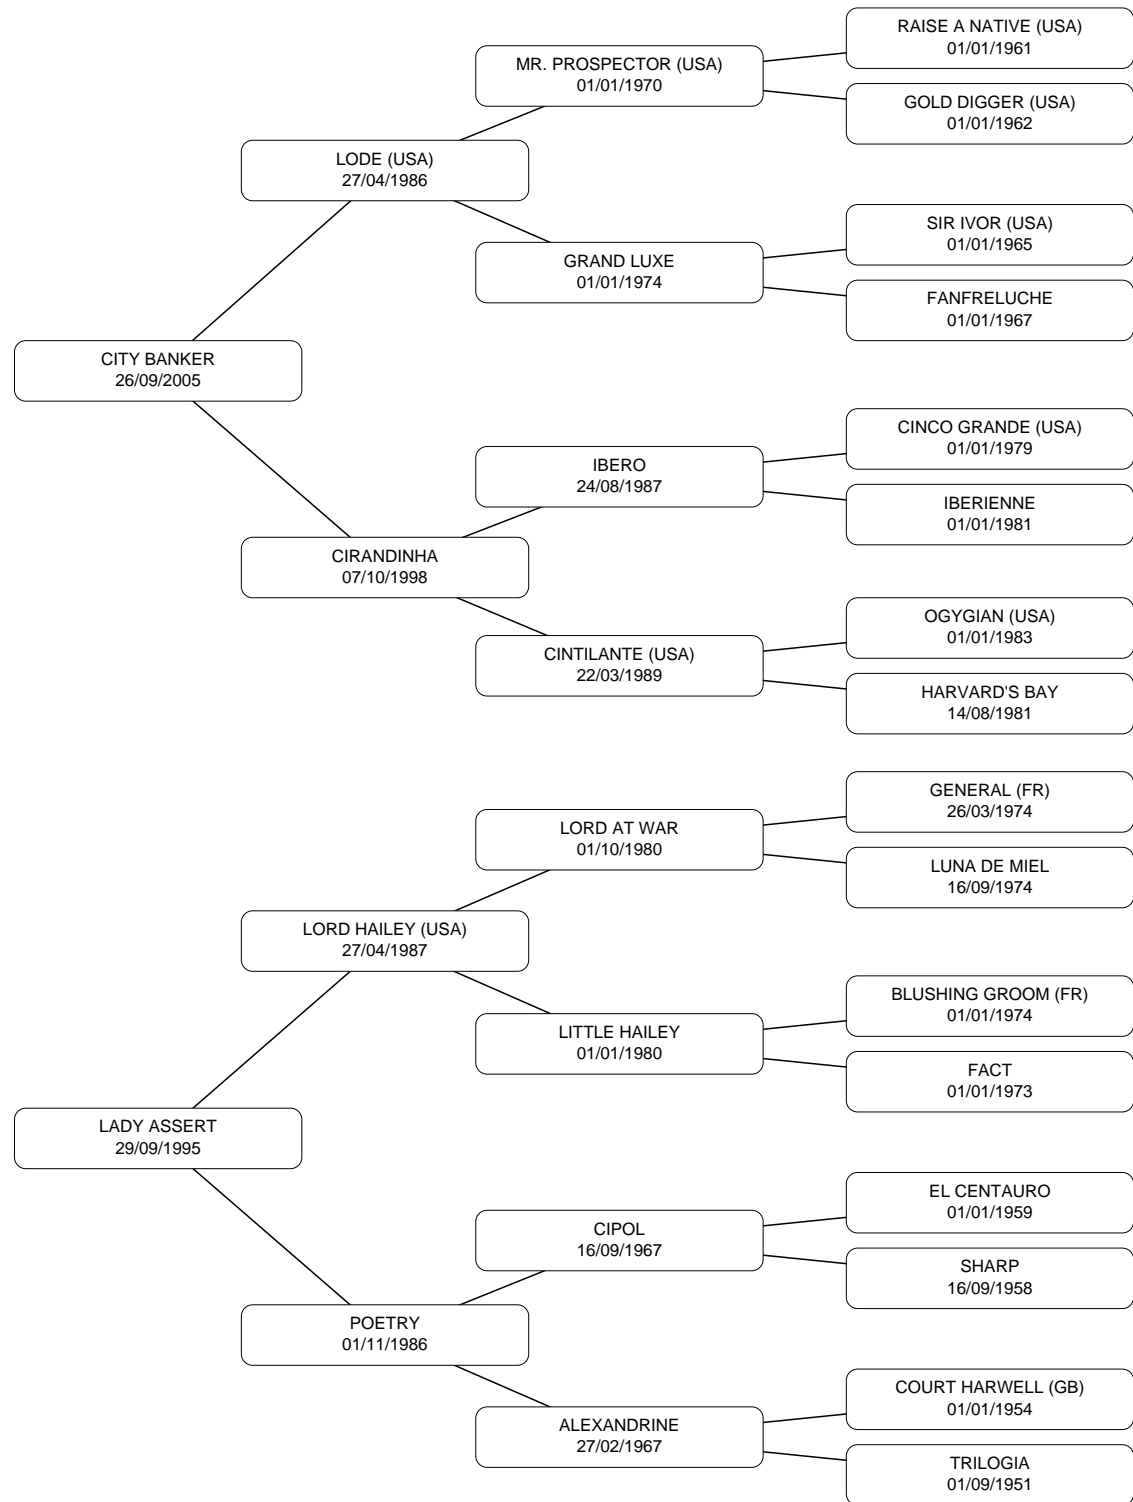 RAISE A NATIVE (USA)
01/01/1961
MR. PROSPECTOR (USA)
01/01/1970
GOLD DIGGER (USA)
01/01/1962
LODE (USA)
27/04/1986
SIR IVOR (USA)
01/01/1965
GRAND LUXE
01/01/1974
FANFRELUCHE
01/01/1967
CITY BANKER
26/09/2005
CINCO GRANDE (USA)
01/01/1979
IBERO
24/08/1987
IBERIENNE
01/01/1981
CIRANDINHA
07/10/1998
OGYGIAN (USA)
01/01/1983
CINTILANTE (USA)
22/03/1989
HARVARD'S BAY
14/08/1981
GENERAL (FR)
26/03/1974
LORD AT WAR
01/10/1980
LUNA DE MIEL
16/09/1974
LORD HAILEY (USA)
27/04/1987
BLUSHING GROOM (FR)
01/01/1974
LITTLE HAILEY
01/01/1980
FACT
01/01/1973
LADY ASSERT
29/09/1995
EL CENTAURO
01/01/1959
CIPOL
16/09/1967
SHARP
16/09/1958
POETRY
01/11/1986
COURT HARWELL (GB)
01/01/1954
ALEXANDRINE
27/02/1967
TRILOGIA
01/09/1951